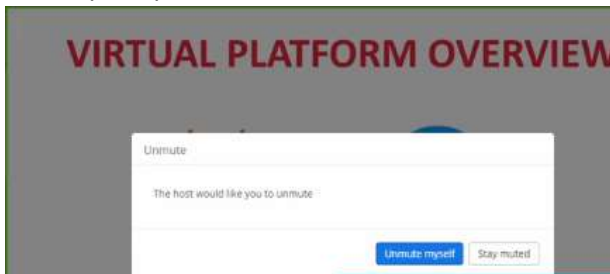 VIRTUAL PLATFORM OVERVIEW
Unmute
The host would like you to unmute
Unmute myself Stay muted